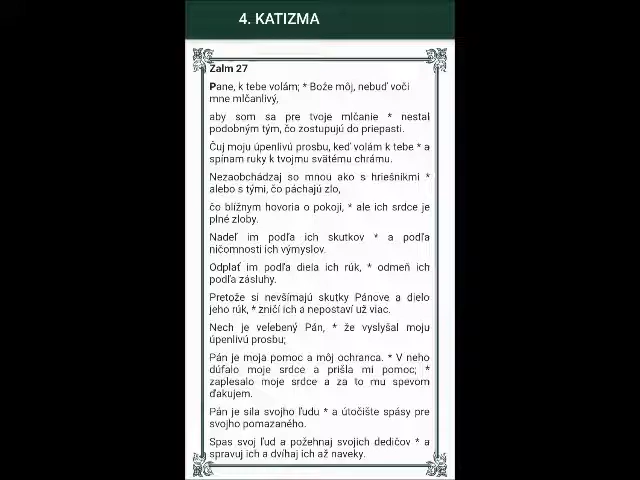 4. KATIZMA
Žalm 27
Pane, k tebe volám; * Bože môj, nebuď voči
mne mlčanlivý,
aby som sa pre tvoje mlčanie * nestal
podobným tým, čo zostupujú do priepasti.
Čuj moju úpenlivú prosbu, keď volám k tebe * a
spínam ruky k tvojmu svätému chrámu.
Nezaobchádzaj so mnou ako s hriešnikmi *
alebo s tými, čo páchajú zlo,
čo blížnym hovoria o pokoji, * ale ich srdce je
plné zloby.
Nadeľ im podľa ich skutkov * a podľa
ničomnosti ich výmyslov.
Odplať im podľa diela ich rúk, * odmeň ich
podľa zásluhy.
Pretože si nevšímajú skutky Pánove a dielo
jeho rúk, * zničí ich a nepostaví už viac.
Nech je velebený Pán, * že vyslyšal moju
úpenlivú prosbu;
Pán je moja pomoc a môj ochranca. * V neho
dúfalo moje srdce a prišla mi pomoc; *
zaplesalo moje srdce a za to mu spevom
ďakujem.
Pán je sila svojho ľudu * a útočište spásy pre
svojho pomazaného.
Spas svoj ľud a požehnaj svojich dedičov * a
spravuj ich a dvíhaj ich až naveky.